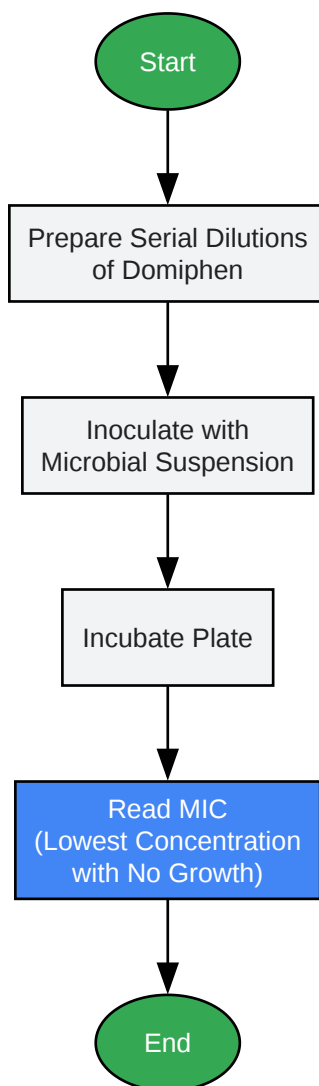 Start
Prepare Serial Dilutions
of Domiphen
Inoculate with
Microbial Suspension
Incubate Plate
Read MIC
(Lowest Concentration
with No Growth)
End